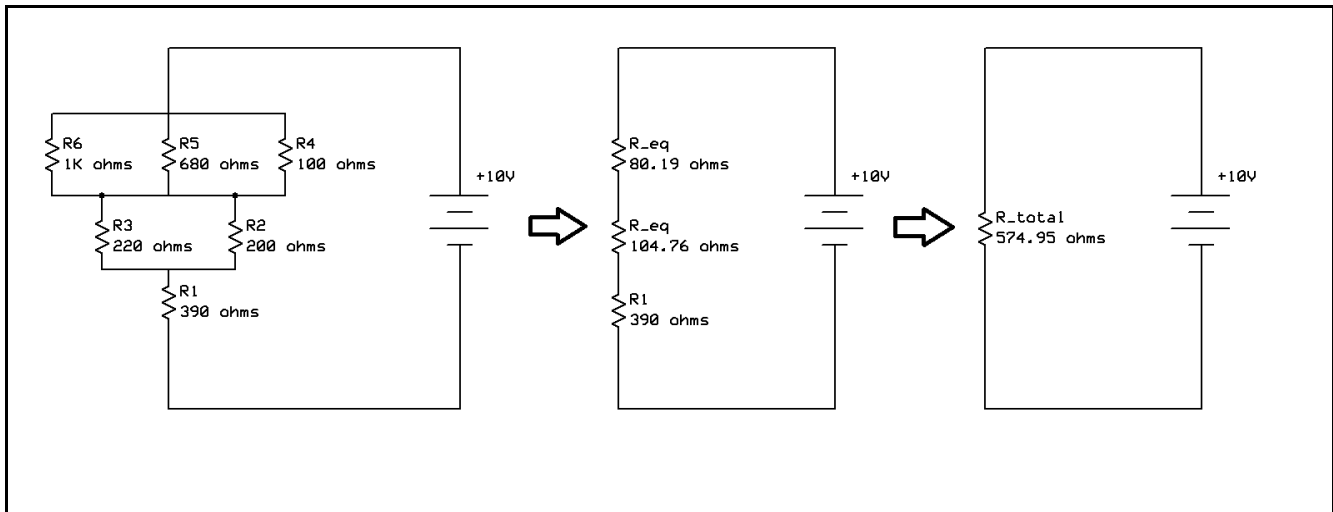 R6
1K ohms
R5
680 ohms
R4
100 ohms
R3
220 ohms
R2
200 ohms
R1
390 ohms
+10V
R_eq
80.19 ohms
R_eq
104.76 ohms
R1
390 ohms
+10V
R_total
574.95 ohms
+10V